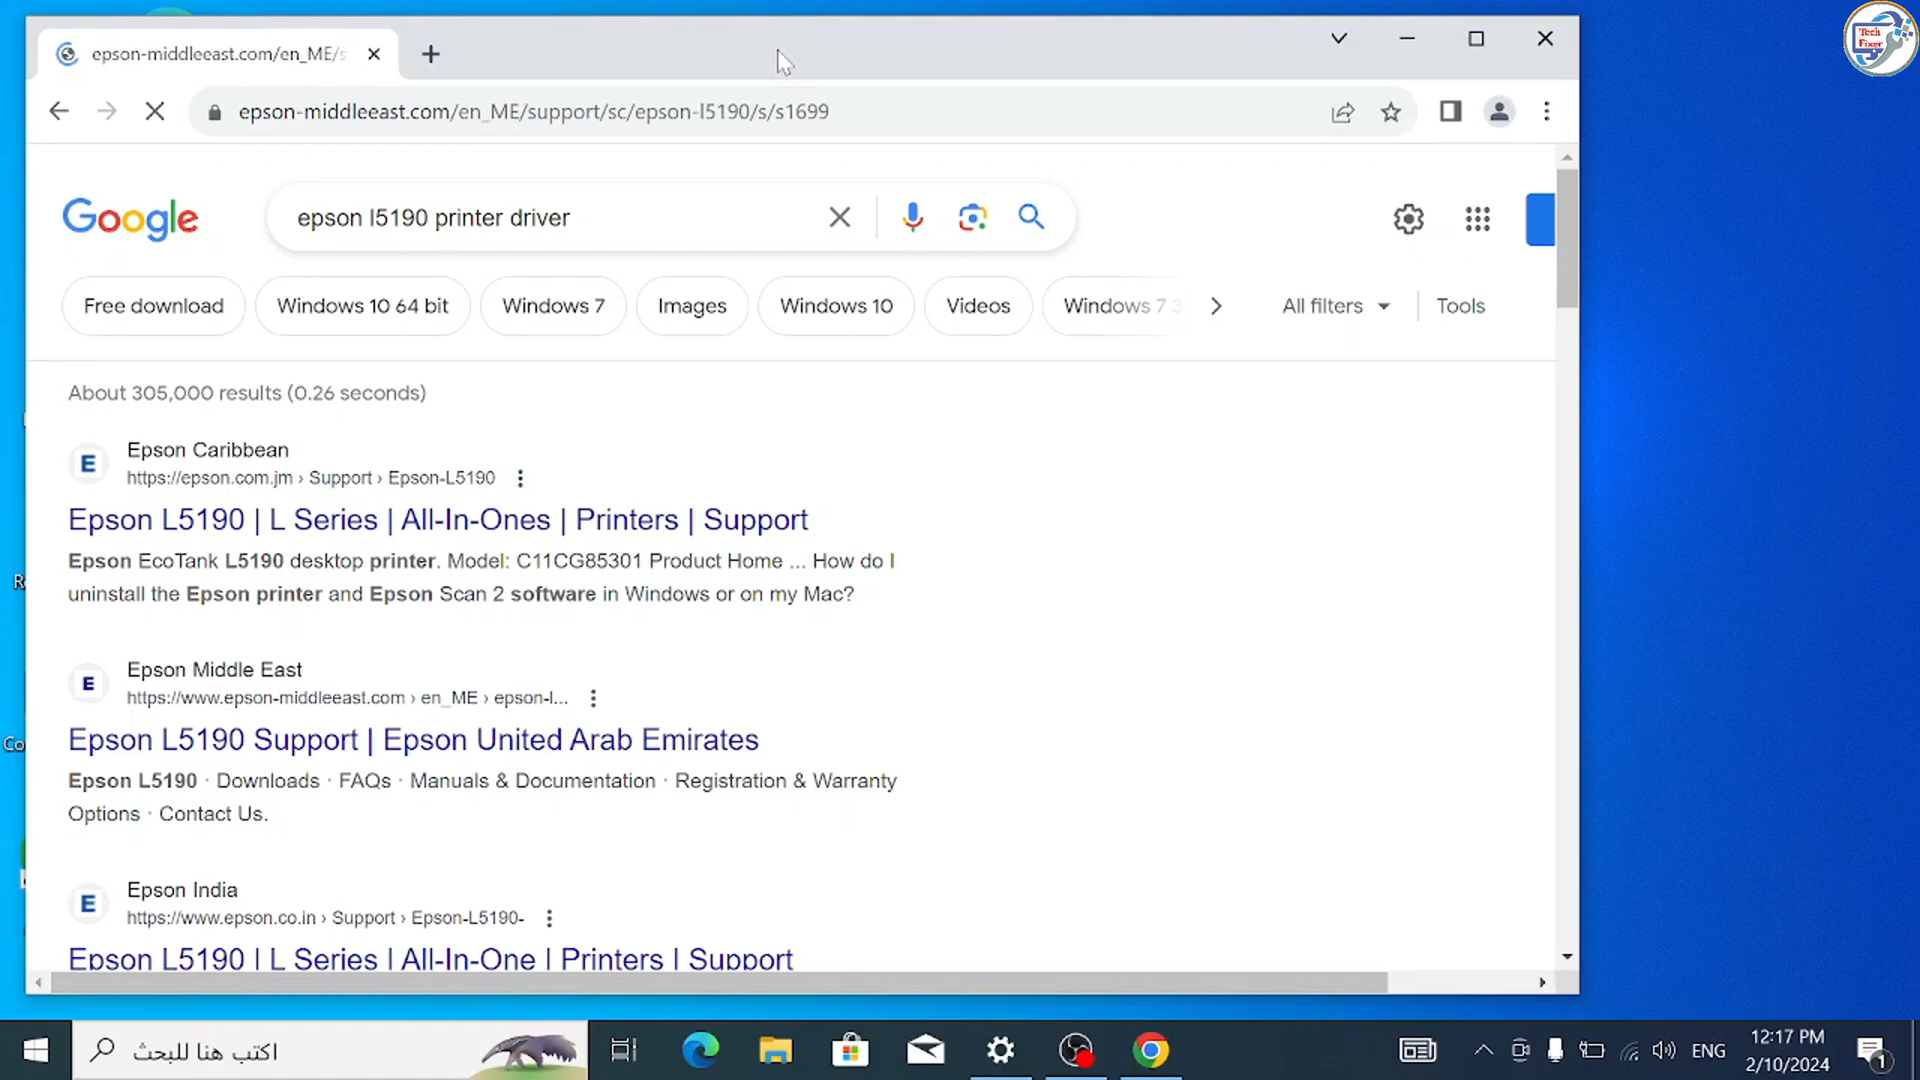 Tech
Fixer
epson-middleeast.com/en_ME/s
epson-middleeast.com/en_ME/support/sc/epson-l5190/s/s1699
Google
epson l5190 printer driver
Free download
Windows 10 64 bit
Windows 7
Images
Windows 10
Videos
Windows 7 3
All filters
Tools
About 305,000 results (0.26 seconds)
E
Epson Caribbean
https://epson.com.jm › Support › Epson-L5190
Epson L5190 | L Series | All-In-Ones | Printers | Support
Epson EcoTank L5190 desktop printer. Model: C11CG85301 Product Home ... How do I
uninstall the Epson printer and Epson Scan 2 software in Windows or on my Mac?
E
Epson Middle East
https://www.epson-middleeast.com › en_ME › epson-l...
Epson L5190 Support | Epson United Arab Emirates
Epson L5190 · Downloads · FAQs · Manuals & Documentation · Registration & Warranty
Options · Contact Us.
E
Epson India
https://www.epson.co.in › Support › Epson-L5190-
Epson L5190 | L Series | All-In-One | Printers | Support
R
Co
اكتب هنا للبحث
ENG
12:17 PM
2/10/2024
1